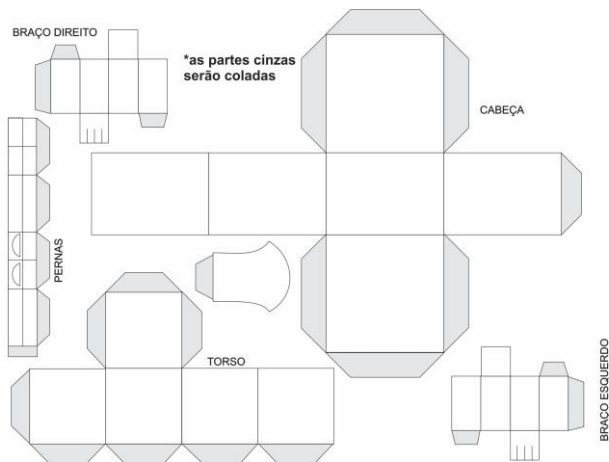 BRAÇO DIREITO
*as partes cinzas
serão coladas
CABEÇA
PERNAS
TORSO
BRAÇO ESQUERDO